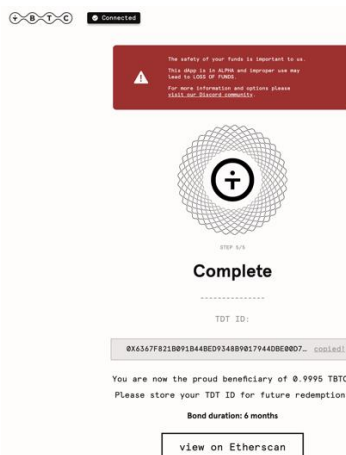 B T C
Connected
The safety of your funds is important to us.
This dApp is in ALPHA and improper use may
lead to LOSS OF FUNDS.
For more information and options please
visit our Discord community.
STEP 5/5
Complete
---------------
TDT ID:
0X6367F821B091B44BED9348B9017944DBE00D7… copied!
You are now the proud beneficiary of 0.9995 TBTC
Please store your TDT ID for future redemption
Bond duration: 6 months
view on Etherscan